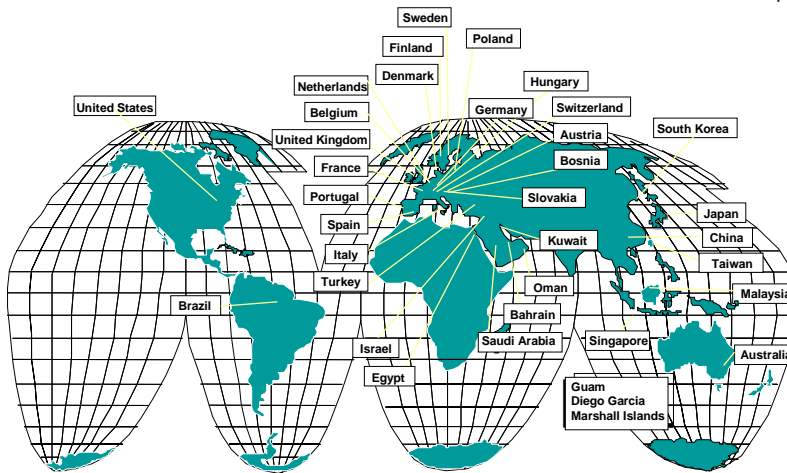 Sweden
Poland
Finland
Denmark
Hungary
Netherlands
Germany
Switzerland
United States
Belgium
South Korea
United Kingdom
Austria
Bosnia
France
Portugal
Slovakia
Japan
Spain
China
Kuwait
Italy
Taiwan
Turkey
Oman
Malaysia
Brazil
Bahrain
Saudi Arabia
Singapore
Israel
Australia
Egypt
Guam
Diego Garcia
Marshall Islands